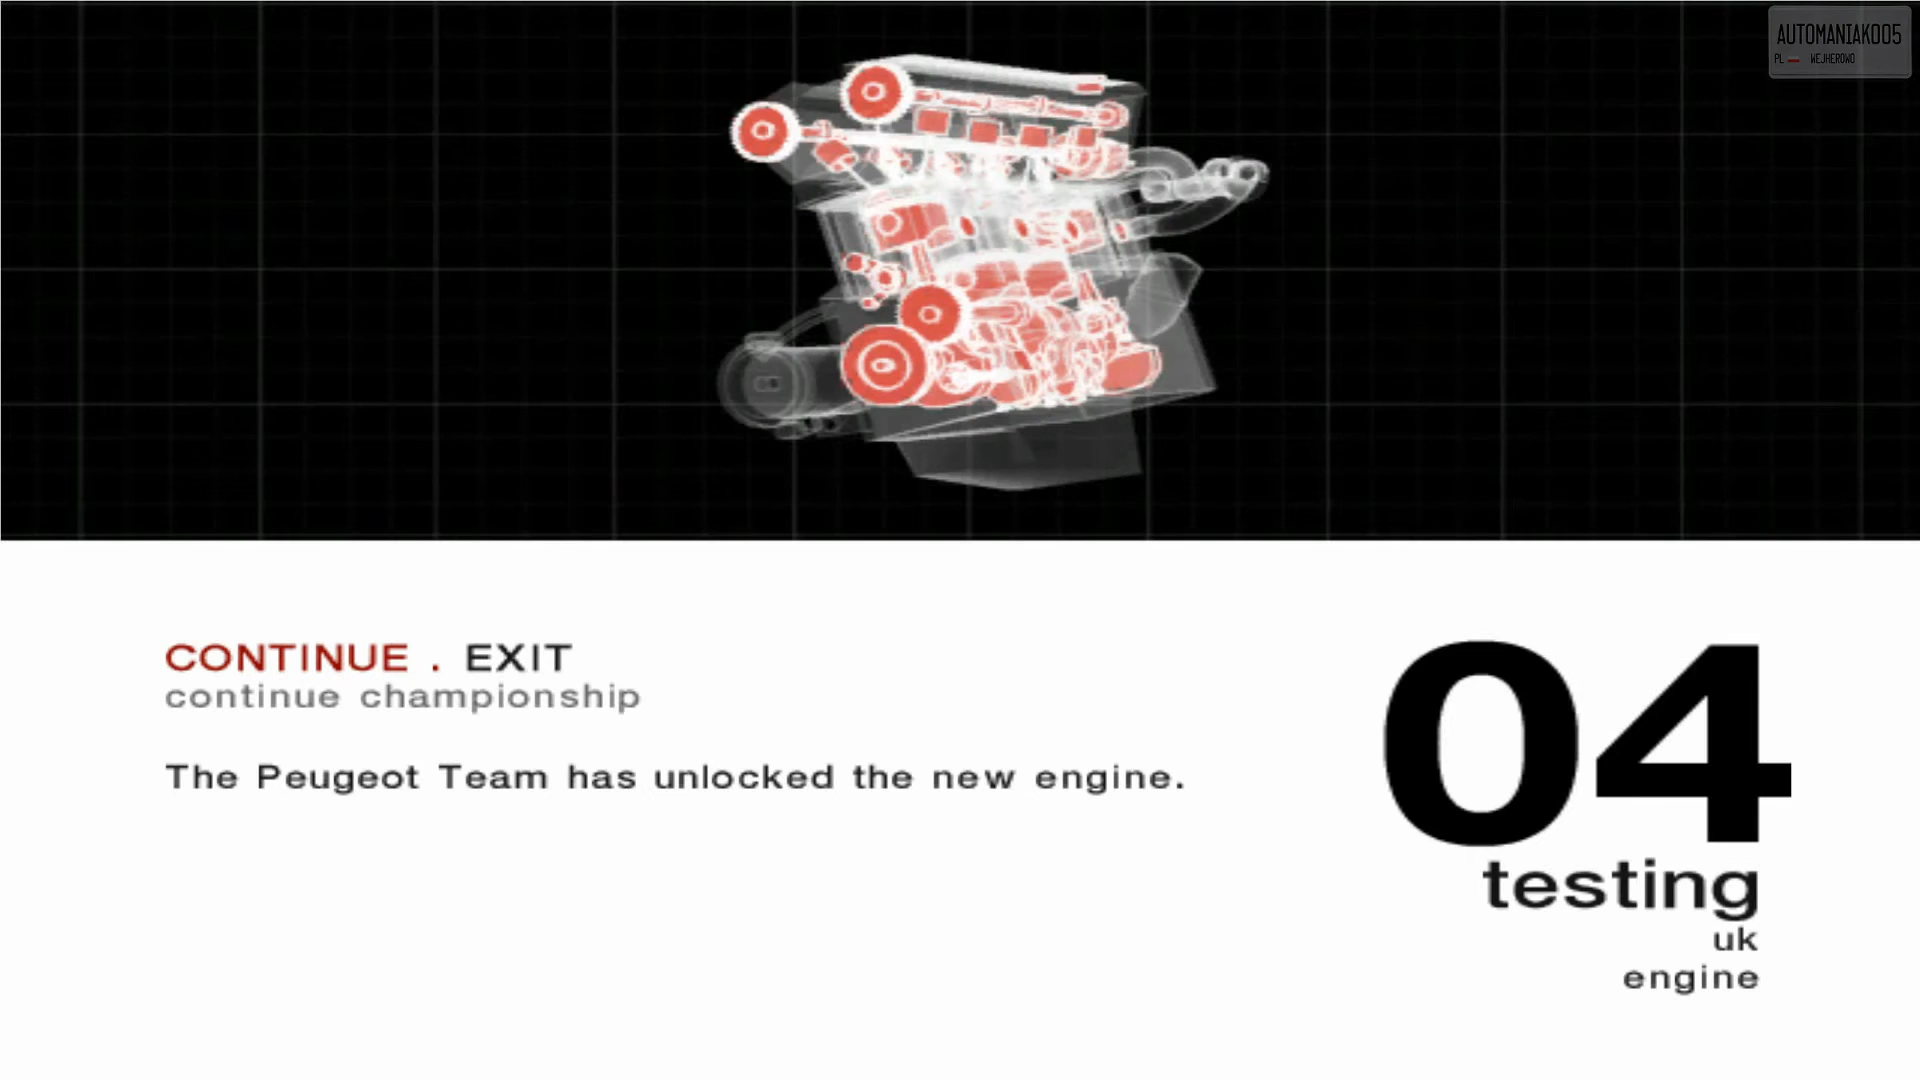 AUTOMANIAK005
PL WEJHEROWO
CONTINUE . EXIT
continue championship
The Peugeot Team has unlocked the new engine.
04
testing
uk
engine